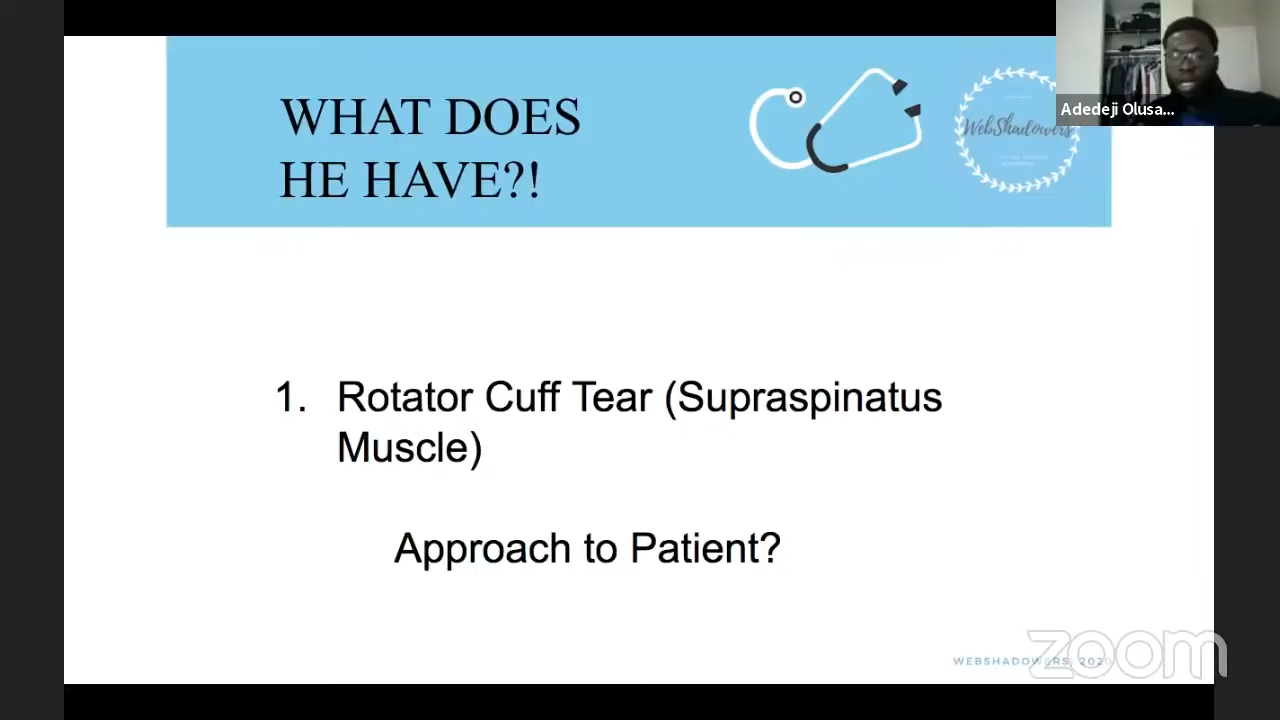 WHAT DOES
HE HAVE?!
WebShadowers
Adedeji Olusa...
1. Rotator Cuff Tear (Supraspinatus
Muscle)
Approach to Patient?
WEBSHADOWERS 2020
zoom